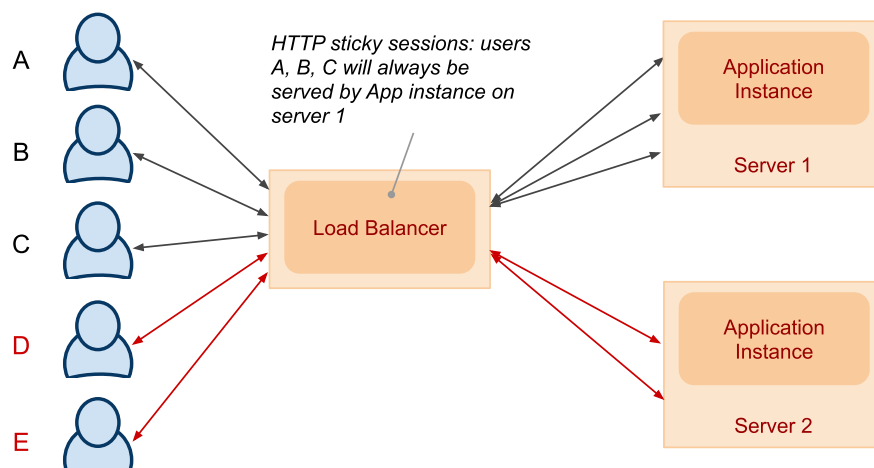 A
B
C
D
E
HTTP sticky sessions: users
A, B, C will always be
served by App instance on
server 1
Load Balancer
Application
Instance
Server 1
Application
Instance
Server 2